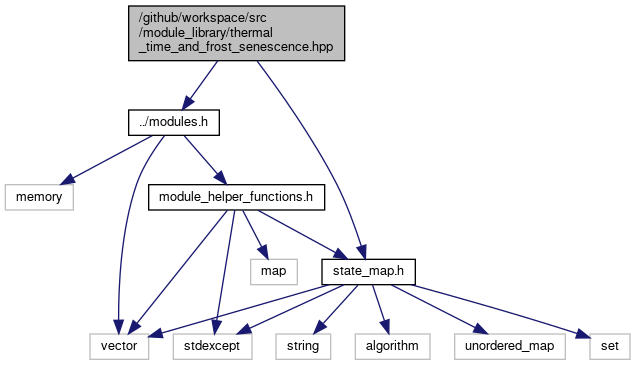 /github/workspace/src
/module_library/thermal
_time_and_frost_senescence.hpp
../modules.h
memory
module_helper_functions.h
map
state_map.h
vector
stdexcept
string
algorithm
unordered_map
set